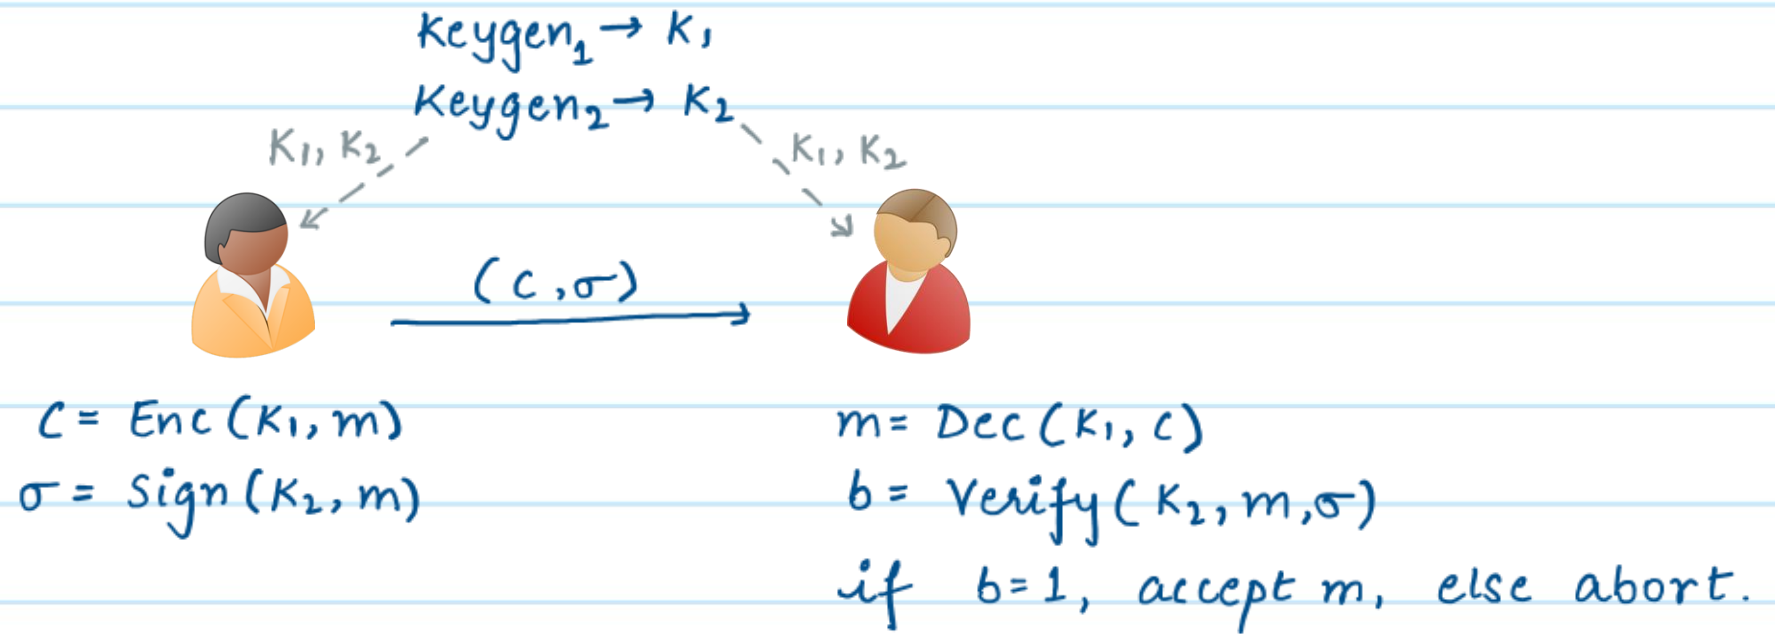 Keygen₁ → K₁
Keygen₂ → K₂
K₁, K₂
K₁, K₂
(c, σ)
C = Enc(K₁, m)
σ = Sign(K₂, m)
m = Dec(K₁, c)
b = Verify(K₂, m, σ)
if b=1, accept m, else abort.